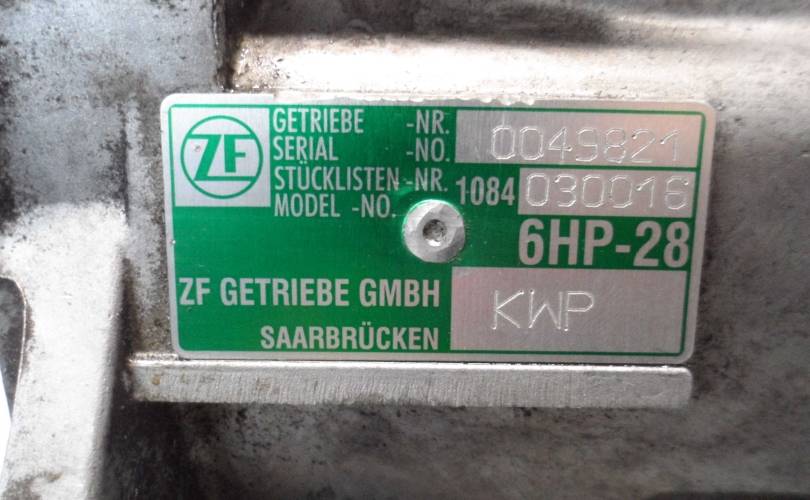 ZF
GETRIEBE -NR.
SERIAL -NO. 0049821
STÜCKLISTEN-NR.
MODEL -NO. 1084 030016
6HP-28
ZF GETRIEBE GMBH
SAARBRÜCKEN
KWP